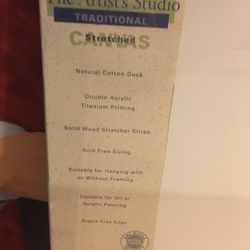 The Artist's Studio
TRADITIONAL
Stretched
CANVAS
Natural Cotton Duck
Double Acrylic
Titanium Priming
Solid Wood Stretcher Strips
Acid Free Sizing
Suitable for Hanging with
or Without Framing
Suitable for Oil or
Acrylic Painting
Staple Free Edge